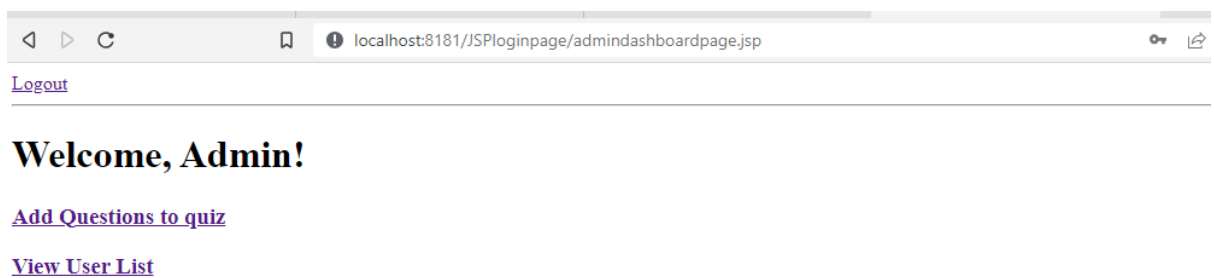 localhost:8181/JSPloginpage/admindashboardpage.jsp
Logout
Welcome, Admin!
Add Questions to quiz
View User List